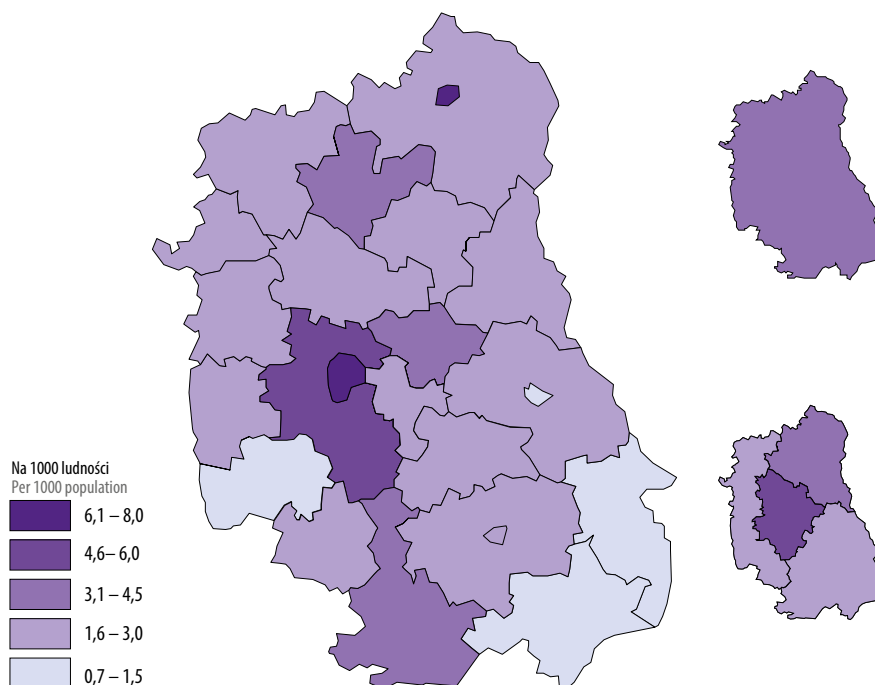 Na 1000 ludności
Per 1000 population
6,1 – 8,0
4,6– 6,0
3,1 – 4,5
1,6 – 3,0
0,7 – 1,5